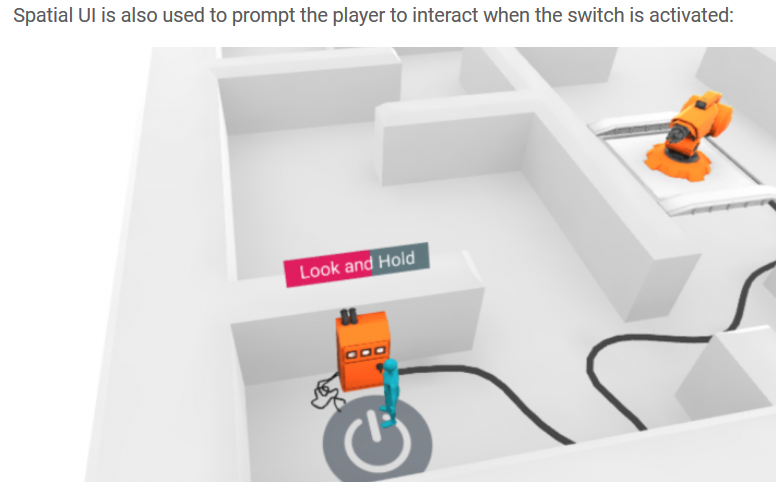 Spatial UI is also used to prompt the player to interact when the switch is activated:
Look and Hold